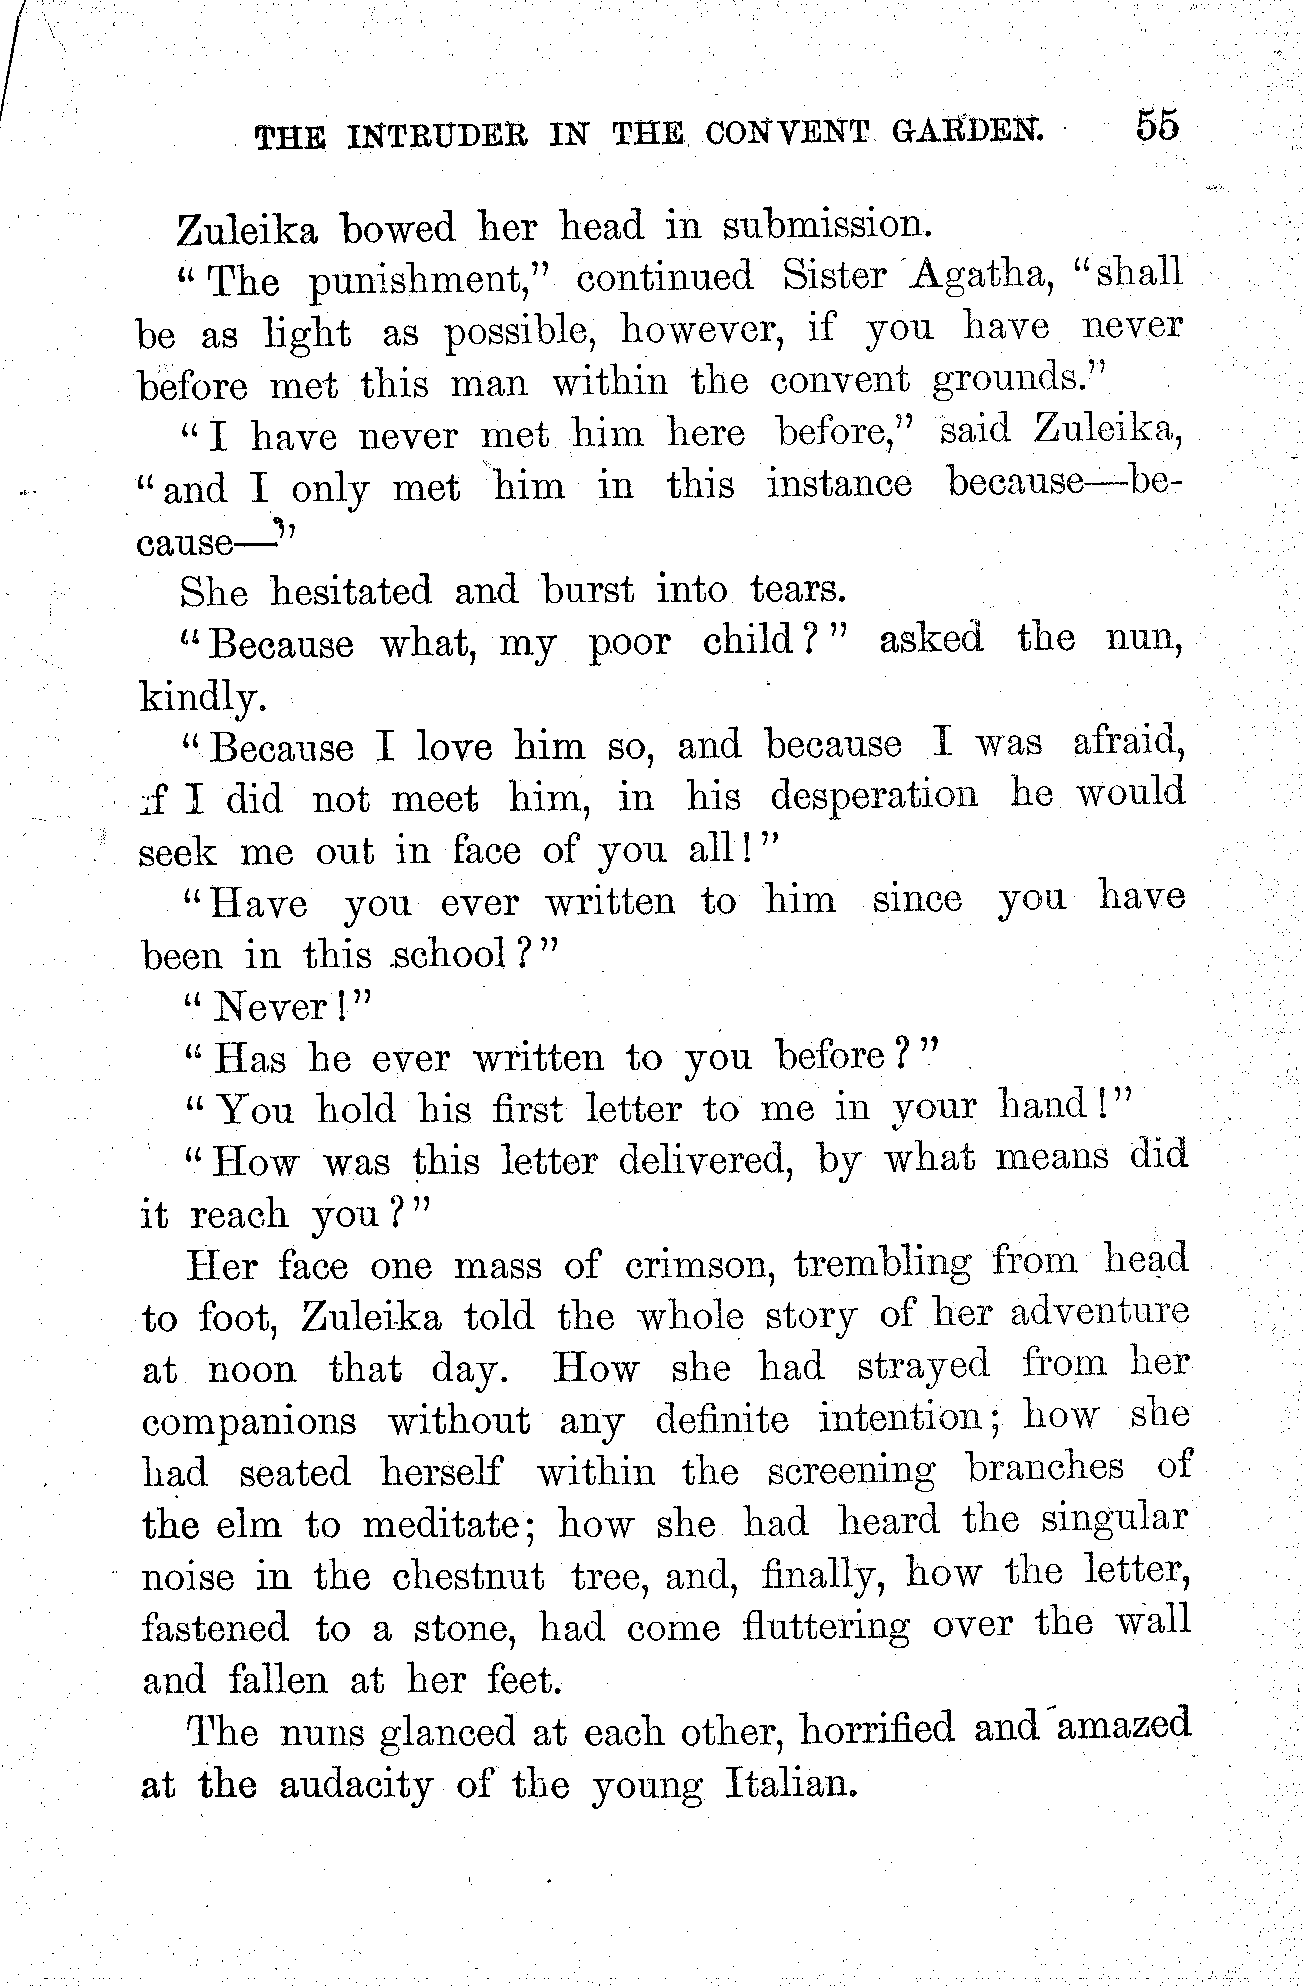 THE INTRUDER IN THE CONVENT GARDEN. 55
Zuleika bowed her head in submission.
“The punishment,” continued Sister Agatha, “shall
be as light as possible, however, if you have never
before met this man within the convent grounds.”
“I have never met him here before,” said Zuleika,
“and I only met him in this instance because—be-
cause—”
She hesitated and burst into tears.
“Because what, my poor child?” asked the nun,
kindly.
“Because I love him so, and because I was afraid,
if I did not meet him, in his desperation he would
seek me out in face of you all!”
“Have you ever written to him since you have
been in this school?”
“Never!”
“Has he ever written to you before?”
“You hold his first letter to me in your hand!”
“How was this letter delivered, by what means did
it reach you?”
Her face one mass of crimson, trembling from head
to foot, Zuleika told the whole story of her adventure
at noon that day. How she had strayed from her
companions without any definite intention; how she
had seated herself within the screening branches of
the elm to meditate; how she had heard the singular
noise in the chestnut tree, and, finally, how the letter,
fastened to a stone, had come fluttering over the wall
and fallen at her feet.
The nuns glanced at each other, horrified and amazed
at the audacity of the young Italian.